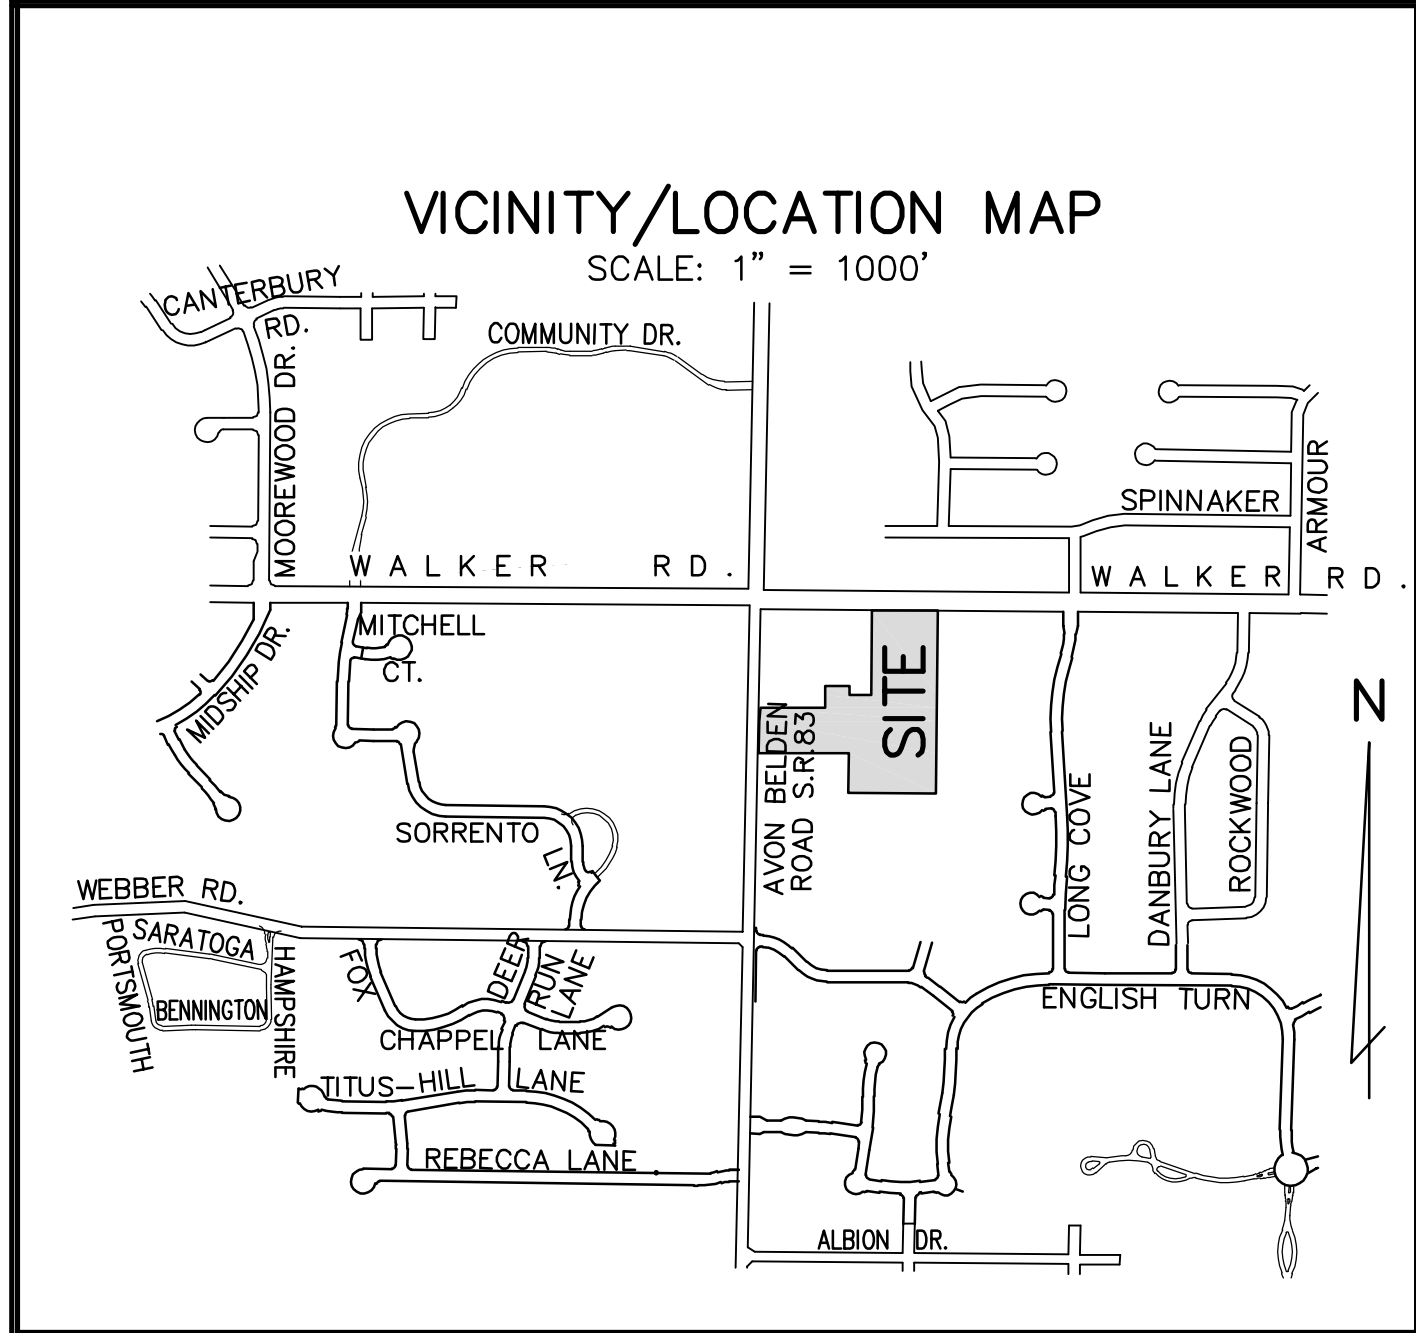 VICINITY/LOCATION MAP
SCALE: 1" = 1000'
CANTERBURY
RD.
COMMUNITY DR.
MOOREWOOD DR.
SPINNAKER
ARMOUR
WALKER RD.
WALKER RD.
MITCHELL
CT.
MIDSHIP DR.
SITE
N
AVON BELDEN
ROAD S.R.83
LONG COVE
DANBURY LANE
ROCKWOOD
SORRENTO
LN.
WEBBER RD.
SARATOGA
PORTSMOUTH
BENNINGTON
HAMPSHIRE
FOX
CHAPPEL LANE
DEER
RUN
LANE
ENGLISH TURN
TITUS-HILL LANE
REBECCA LANE
ALBION DR.